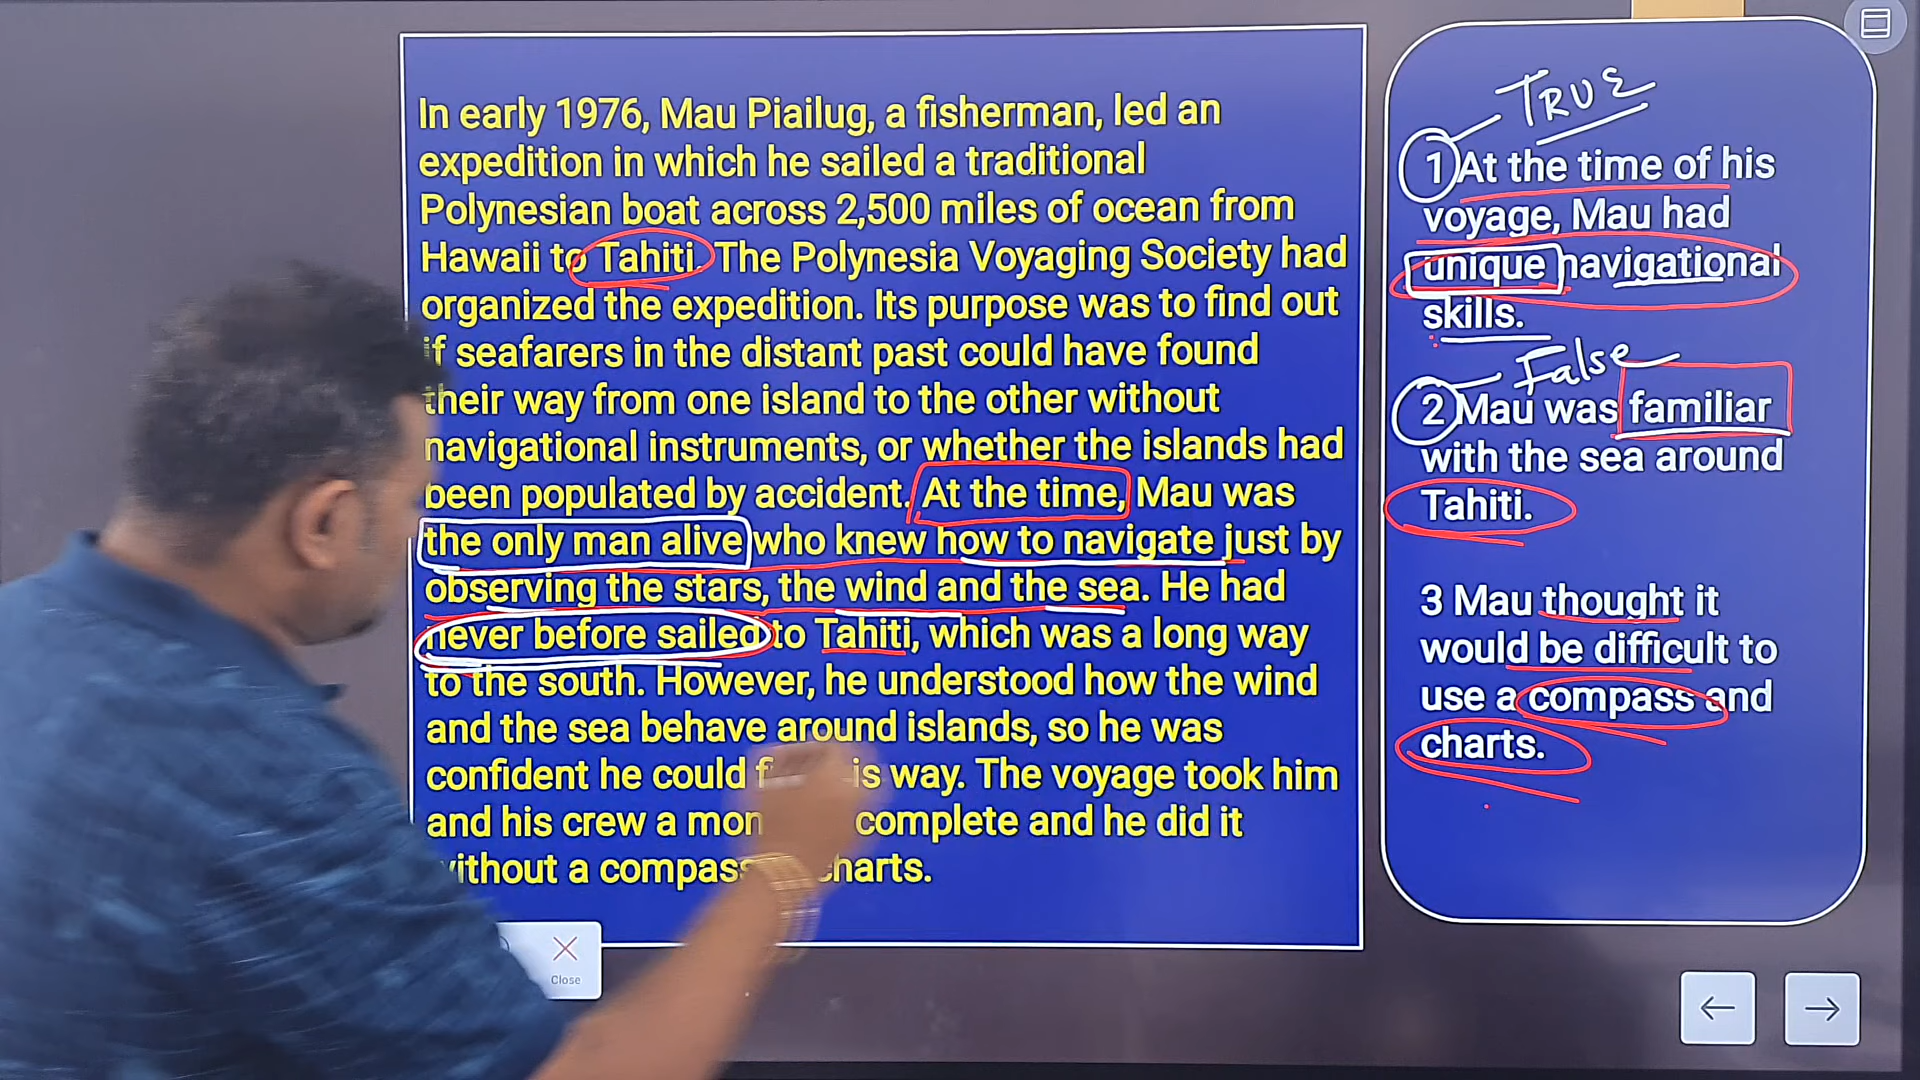 In early 1976, Mau Piailug, a fisherman, led an
expedition in which he sailed a traditional
Polynesian boat across 2,500 miles of ocean from
Hawaii to Tahiti. The Polynesia Voyaging Society had
organized the expedition. Its purpose was to find out
if seafarers in the distant past could have found
their way from one island to the other without
navigational instruments, or whether the islands had
been populated by accident. At the time, Mau was
the only man alive who knew how to navigate just by
observing the stars, the wind and the sea. He had
never before sailed to Tahiti, which was a long way
to the south. However, he understood how the wind
and the sea behave around islands, so he was
confident he could way. The voyage took him
and his crew a complete and he did it
without a compass charts.
Close
TRUE
1 At the time of his
voyage, Mau had
unique navigational
skills.
False
2 Mau was familiar
with the sea around
Tahiti.
3 Mau thought it
would be difficult to
use a compass and
charts.